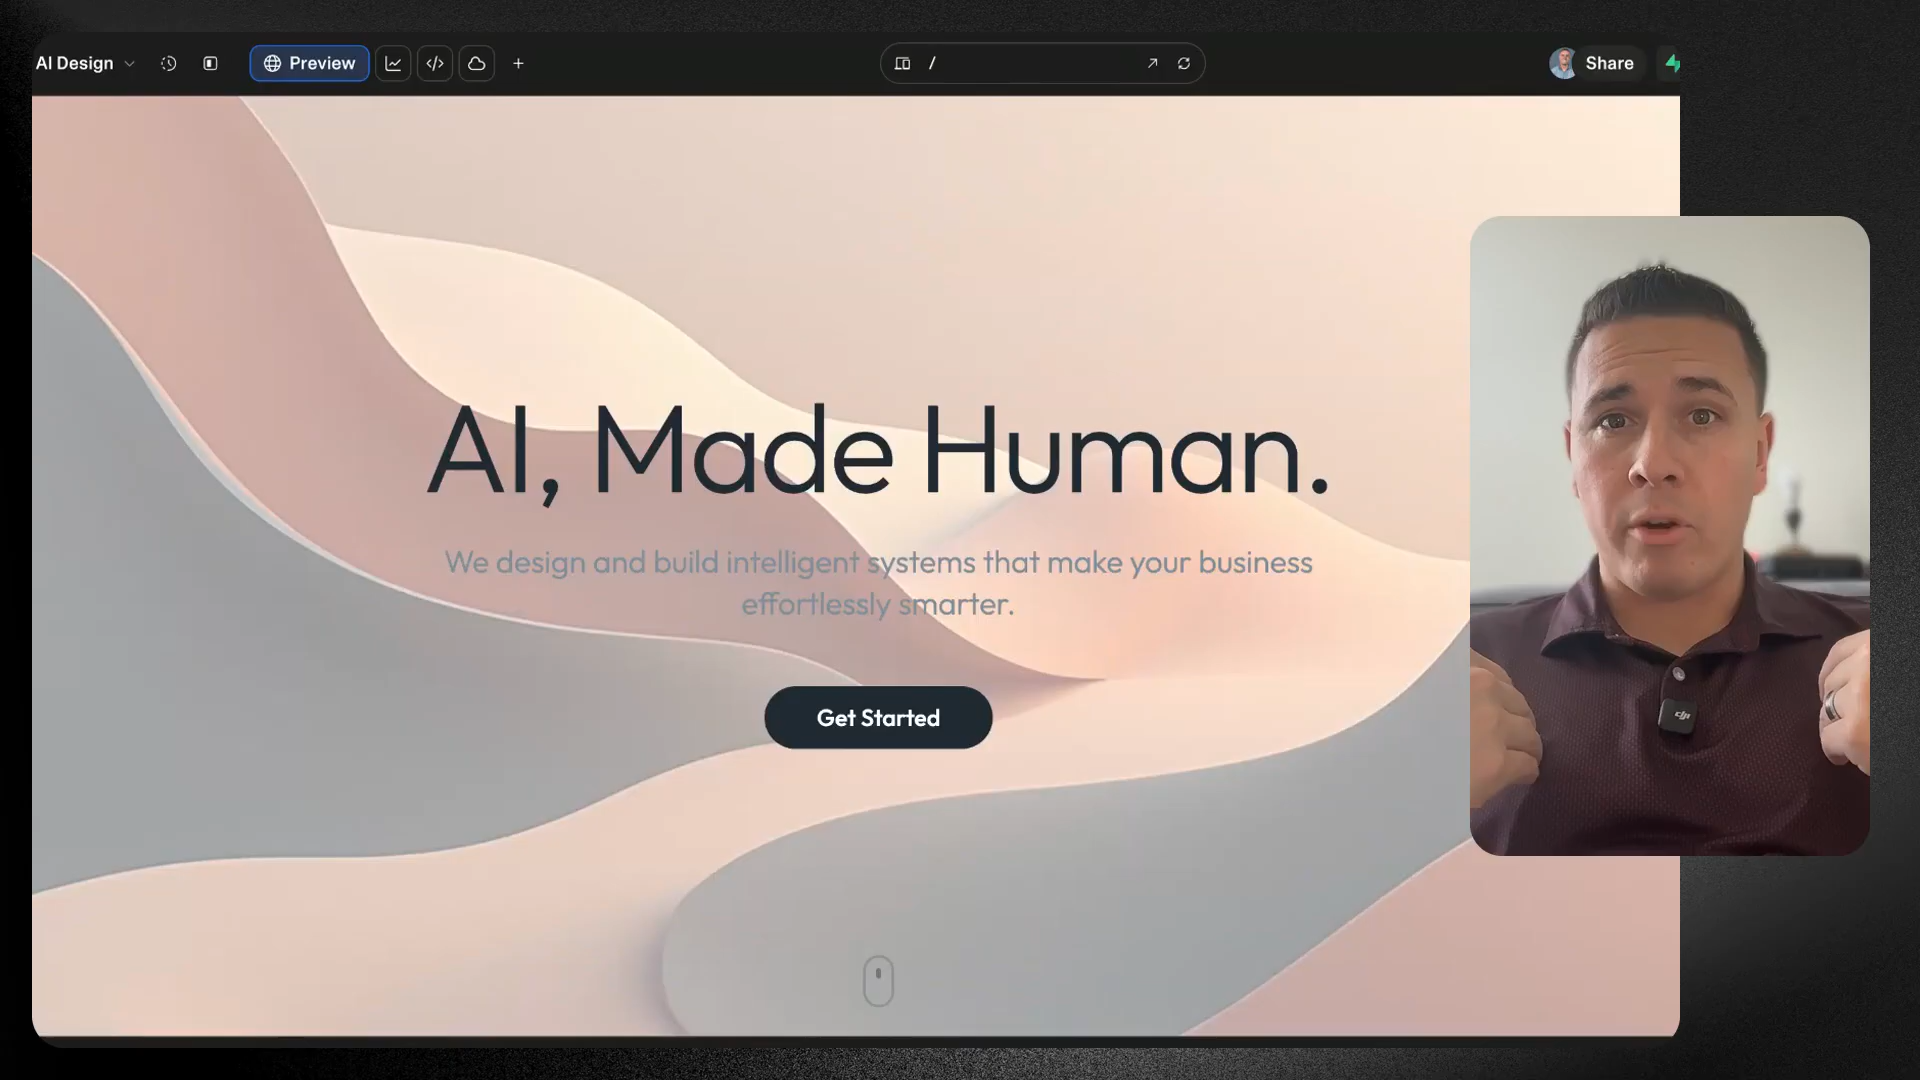 AI Design
Preview
/
Share
AI, Made Human.
We design and build intelligent systems that make your business
effortlessly smarter.
Get Started
dji